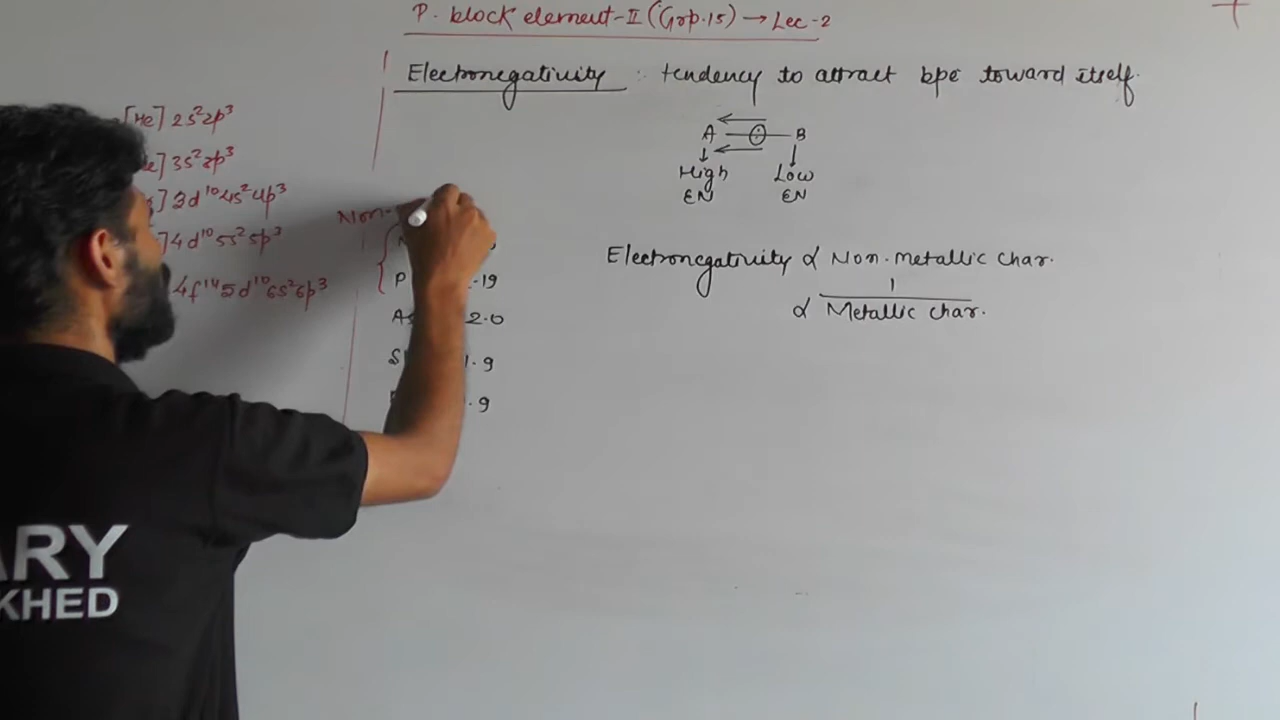 P. block element-II (Grp.15) → Lec-2
Electronegativity : tendency to attract bpe toward itself.
[He] 2s²2p³
3s²3p³
3d¹⁰4s²4p³
4d¹⁰5s²5p³
4f¹⁴5d¹⁰6s²6p³
A B
High Low
EN EN
Non-
P .19
As 2.0
1.9
.9
Electronegativity ∝ Non-Metallic char.
∝ 1 / Metallic char.
ARY
KHED